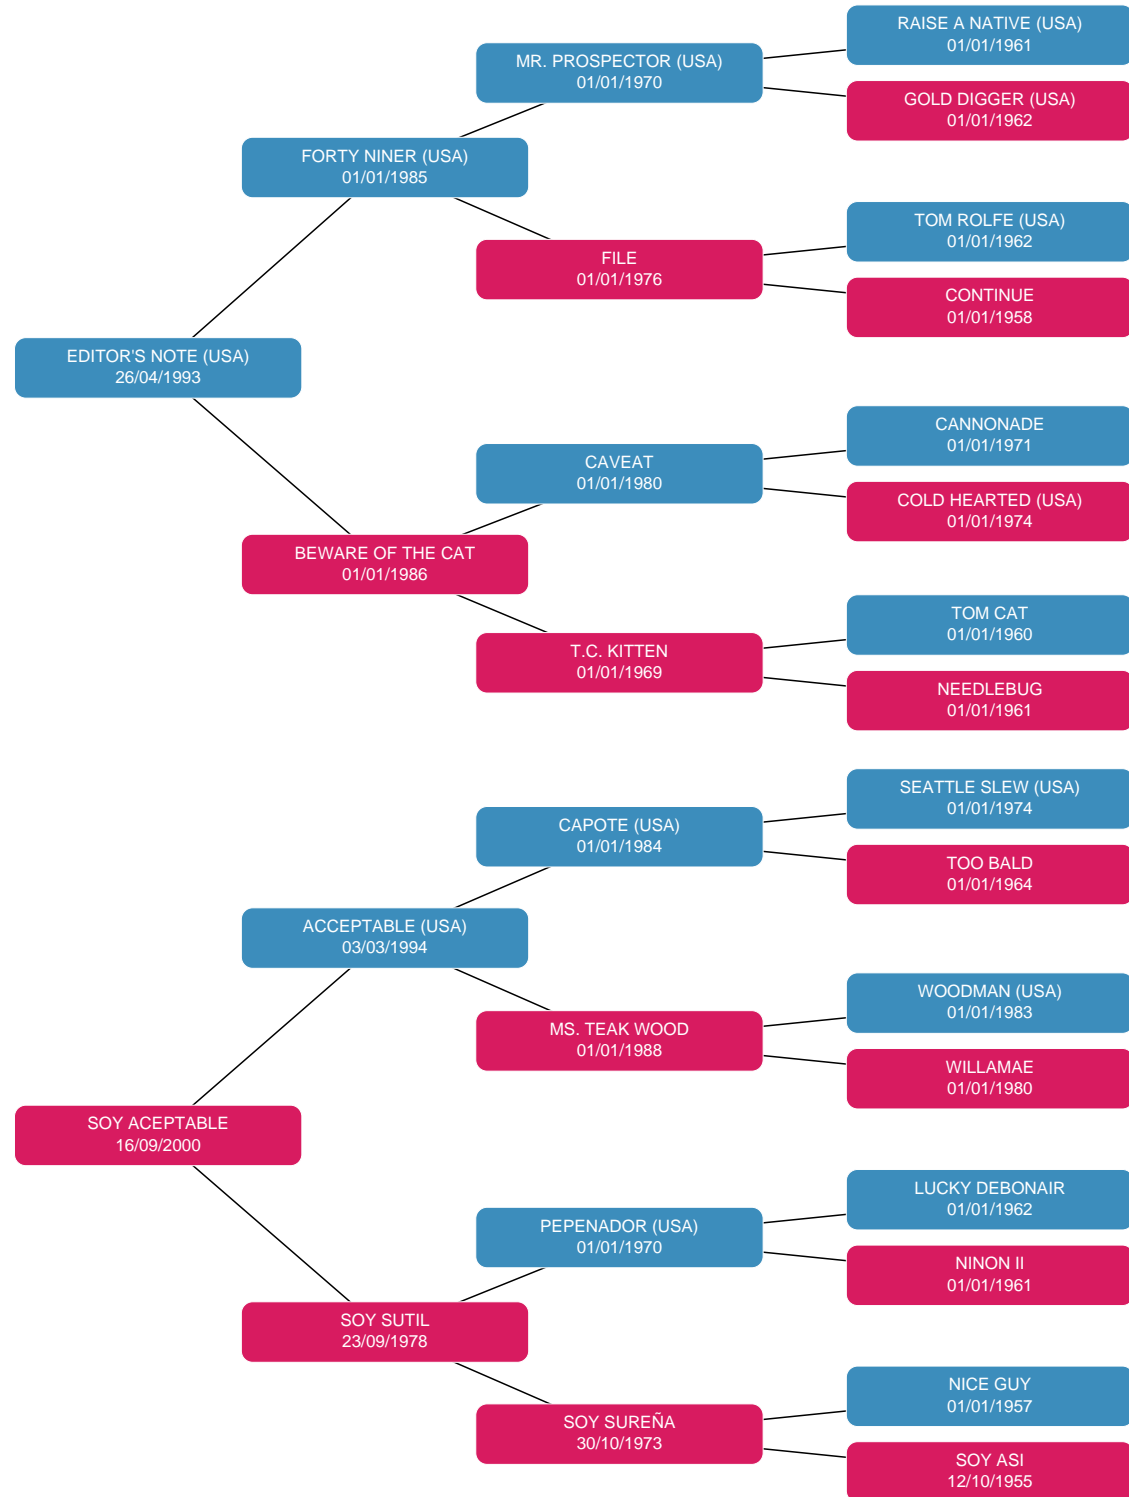 RAISE A NATIVE (USA)
01/01/1961
MR. PROSPECTOR (USA)
01/01/1970
GOLD DIGGER (USA)
01/01/1962
FORTY NINER (USA)
01/01/1985
TOM ROLFE (USA)
01/01/1962
FILE
01/01/1976
CONTINUE
01/01/1958
EDITOR'S NOTE (USA)
26/04/1993
CANNONADE
01/01/1971
CAVEAT
01/01/1980
COLD HEARTED (USA)
01/01/1974
BEWARE OF THE CAT
01/01/1986
TOM CAT
01/01/1960
T.C. KITTEN
01/01/1969
NEEDLEBUG
01/01/1961
SEATTLE SLEW (USA)
01/01/1974
CAPOTE (USA)
01/01/1984
TOO BALD
01/01/1964
ACCEPTABLE (USA)
03/03/1994
WOODMAN (USA)
01/01/1983
MS. TEAK WOOD
01/01/1988
WILLAMAE
01/01/1980
SOY ACEPTABLE
16/09/2000
LUCKY DEBONAIR
01/01/1962
PEPENADOR (USA)
01/01/1970
NINON II
01/01/1961
SOY SUTIL
23/09/1978
NICE GUY
01/01/1957
SOY SUREÑA
30/10/1973
SOY ASI
12/10/1955